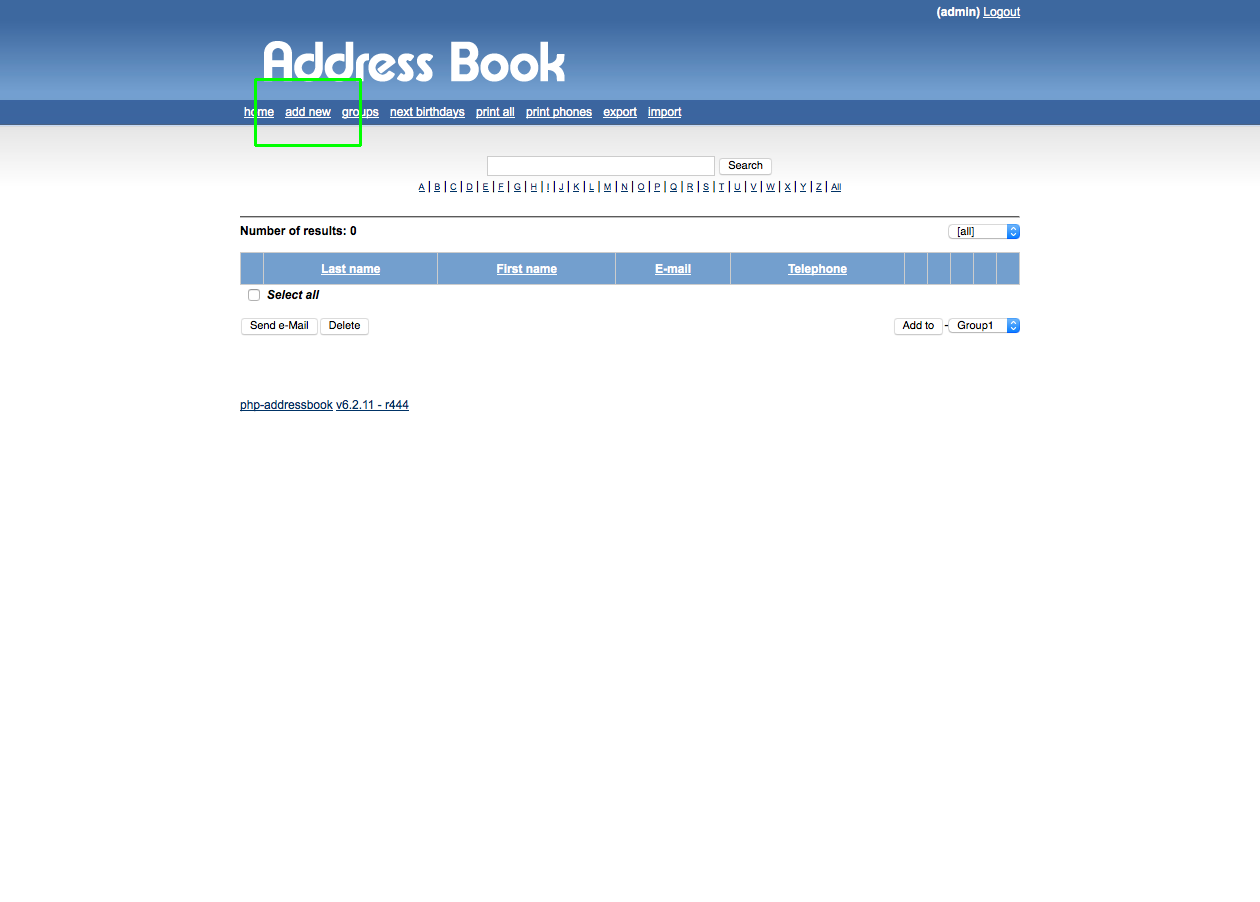 (admin) Logout
Address Book
home add new groups next birthdays print all print phones export import
Search
A | B | C | D | E | F | G | H | I | J | K | L | M | N | O | P | Q | R | S | T | U | V | W | X | Y | Z | All
Number of results: 0 [all]
Last name First name E-mail Telephone
Select all
Send e-Mail Delete Add to - Group1
php-addressbook v6.2.11 - r444